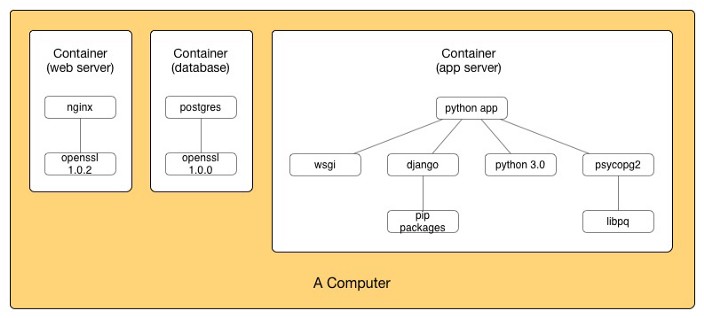 Container
(web server)
nginx
openssl
1.0.2
Container
(database)
postgres
openssl
1.0.0
Container
(app server)
python app
wsgi
django
python 3.0
psycopg2
pip
packages
libpq
A Computer